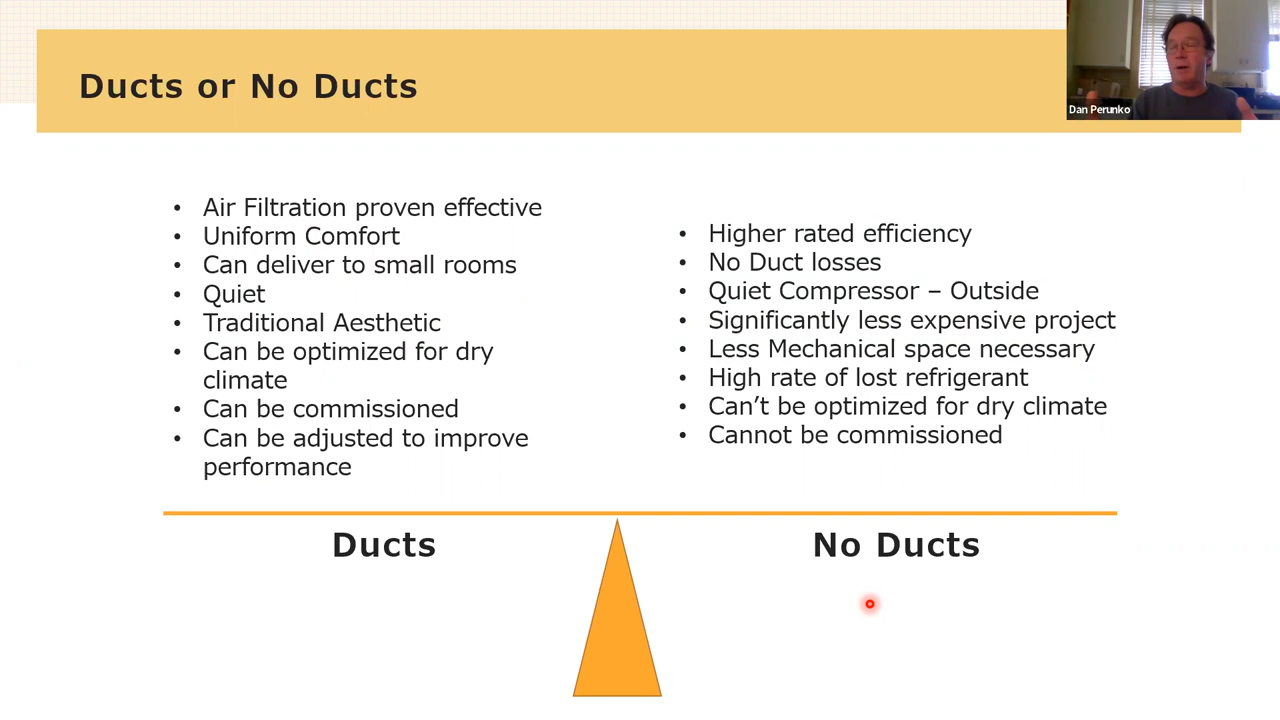 Ducts or No Ducts
Dan Perunko
• Air Filtration proven effective
• Uniform Comfort
• Can deliver to small rooms
• Quiet
• Traditional Aesthetic
• Can be optimized for dry
climate
• Can be commissioned
• Can be adjusted to improve
performance
• Higher rated efficiency
• No Duct losses
• Quiet Compressor – Outside
• Significantly less expensive project
• Less Mechanical space necessary
• High rate of lost refrigerant
• Can’t be optimized for dry climate
• Cannot be commissioned
Ducts
No Ducts